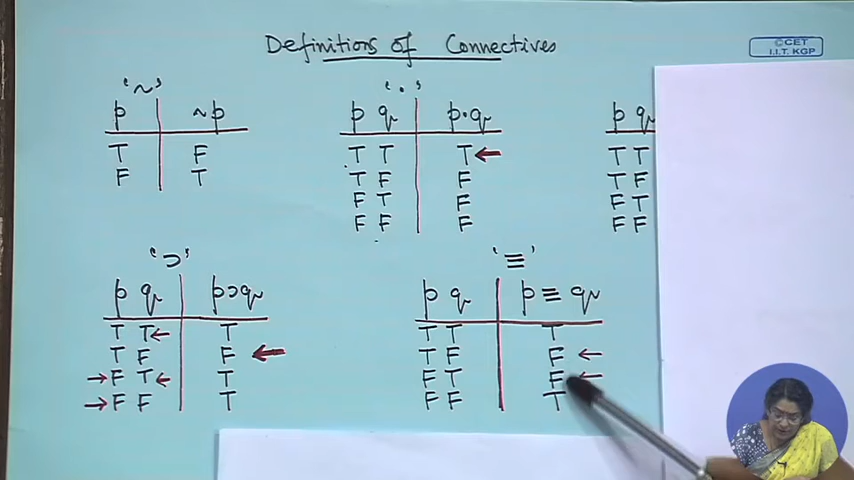 Definitions of Connectives
©CET
I.I.T. KGP
'~'
p ~p
T F
F T
'·'
p q p·q
T T T ←
T F F
F T F
F F F
p q
T T
T F
F T
F F
'⊃'
p q p⊃q
T T ← T
T F F ←
→ F T ← T
→ F F T
'≡'
p q p ≡ q
T T T
T F F ←
F T F ←
F F T